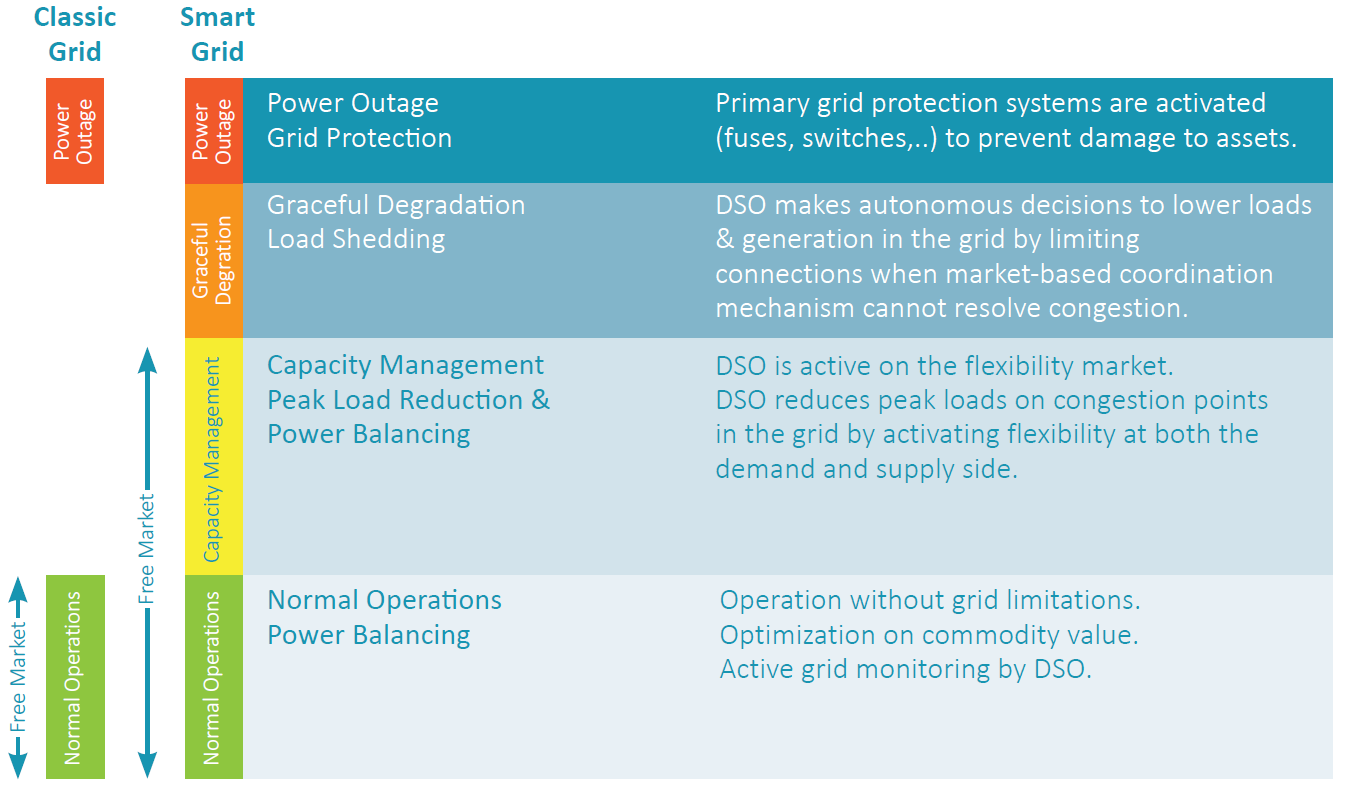 Classic
Grid
Smart
Grid
Power
Outage
Power
Outage
Power Outage
Grid Protection
Primary grid protection systems are activated
(fuses, switches,..) to prevent damage to assets.
Graceful
Degration
Graceful Degradation
Load Shedding
DSO makes autonomous decisions to lower loads
& generation in the grid by limiting
connections when market-based coordination
mechanism cannot resolve congestion.
Free Market
Capacity Management
Capacity Management
Peak Load Reduction &
Power Balancing
DSO is active on the flexibility market.
DSO reduces peak loads on congestion points
in the grid by activating flexibility at both the
demand and supply side.
Free Market
Normal Operations
Normal Operations
Normal Operations
Power Balancing
Operation without grid limitations.
Optimization on commodity value.
Active grid monitoring by DSO.